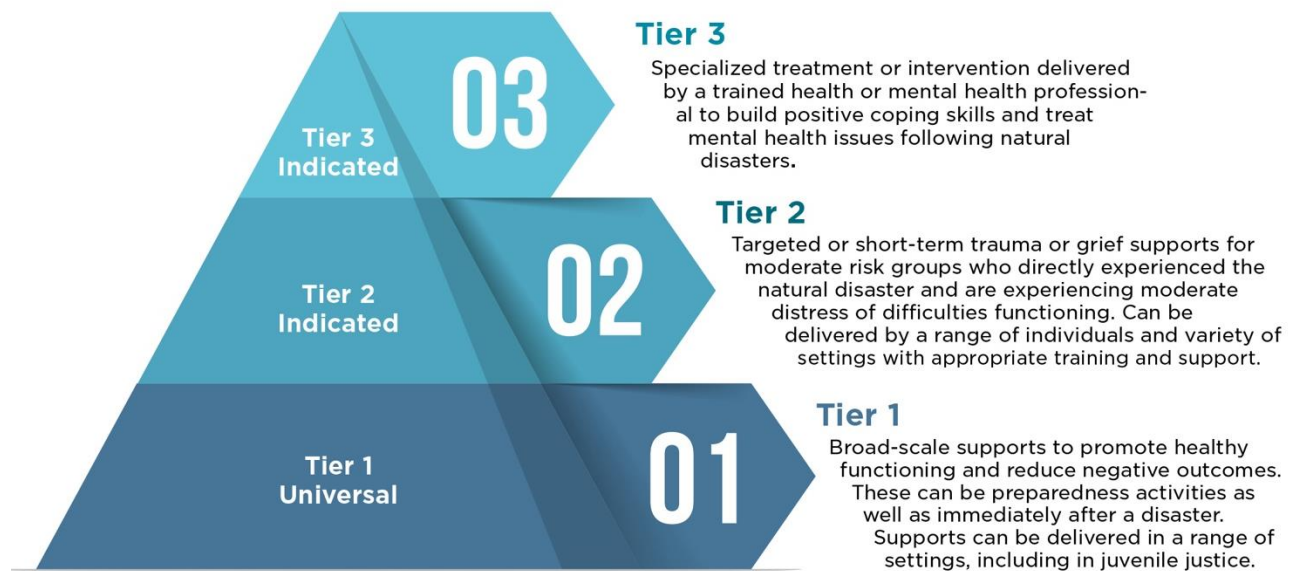 03
Tier 3
Indicated
Tier 3
Specialized treatment or intervention delivered
by a trained health or mental health profession-
al to build positive coping skills and treat
mental health issues following natural
disasters.
02
Tier 2
Indicated
Tier 2
Targeted or short-term trauma or grief supports for
moderate risk groups who directly experienced the
natural disaster and are experiencing moderate
distress of difficulties functioning. Can be
delivered by a range of individuals and variety of
settings with appropriate training and support.
01
Tier 1
Universal
Tier 1
Broad-scale supports to promote healthy
functioning and reduce negative outcomes.
These can be preparedness activities as
well as immediately after a disaster.
Supports can be delivered in a range of
settings, including in juvenile justice.